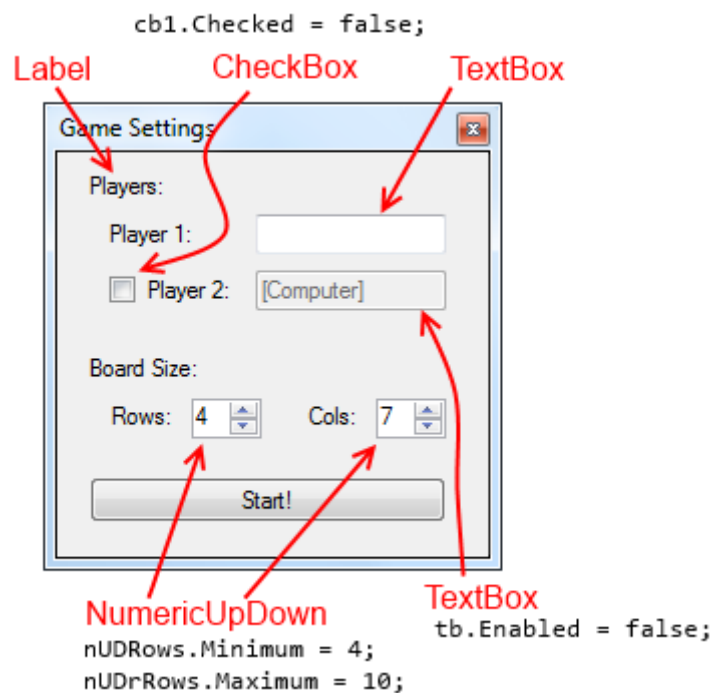 cb1.Checked = false;
Label
CheckBox
TextBox
Game Settings
Players:
Player 1:
Player 2:
[Computer]
Board Size:
Rows: 4
Cols: 7
Start!
NumericUpDown
TextBox
tb.Enabled = false;
nUDRows.Minimum = 4;
nUDrRows.Maximum = 10;